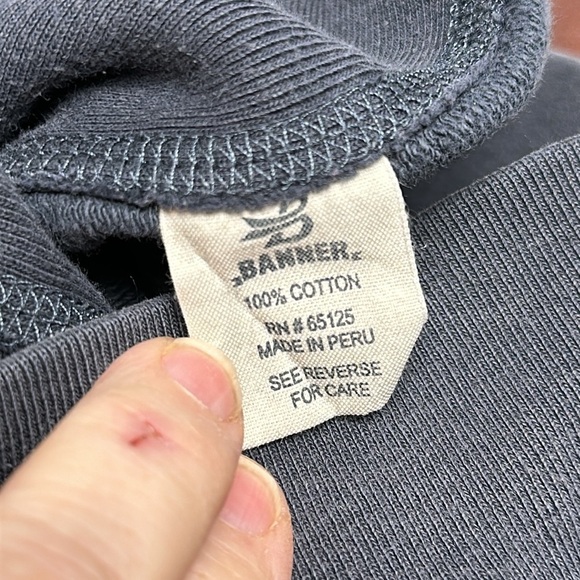 BANNER
100% COTTON
RN # 65125
MADE IN PERU
SEE REVERSE
FOR CARE